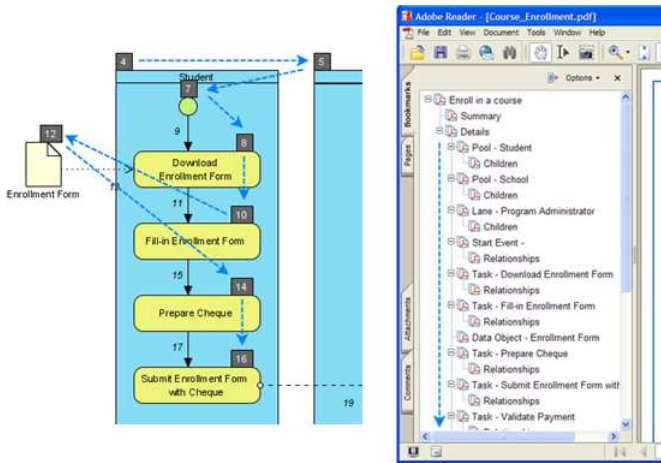 4
5
Student
7
9
8
12
Download
Enrollment Form
13
Enrollment Form
11
10
Fill-in Enrollment Form
15
14
Prepare Cheque
17
16
Submit Enrollment Form
with Cheque
19
Adobe Reader - [Course_Enrollment.pdf]
File Edit View Document Tools Window Help
Options
Bookmarks
Pages
Attachments
Comments
Enroll in a course
Summary
Details
Pool - Student
Children
Pool - School
Children
Lane - Program Administrator
Children
Start Event -
Relationships
Task - Download Enrollment Form
Relationships
Task - Fill-in Enrollment Form
Relationships
Data Object - Enrollment Form
Task - Prepare Cheque
Relationships
Task - Submit Enrollment Form with
Relationships
Task - Validate Payment